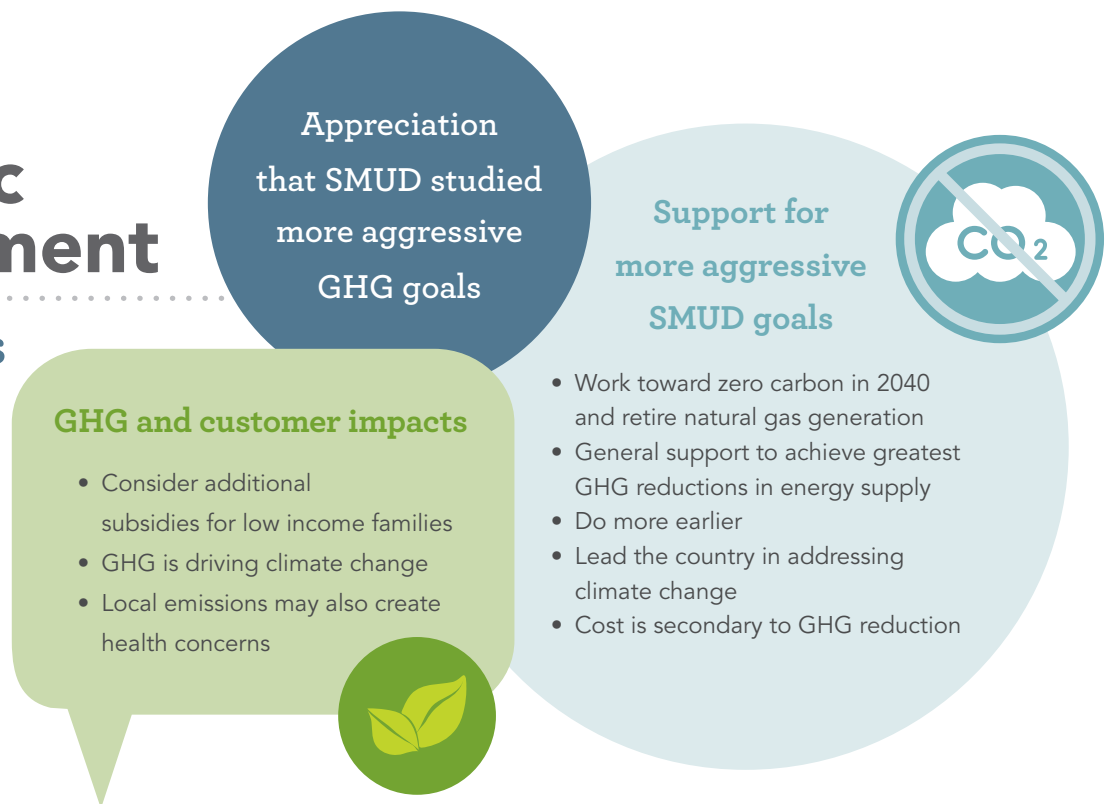 c
ment
s
Appreciation
that SMUD studied
more aggressive
GHG goals
Support for
more aggressive
SMUD goals
• Work toward zero carbon in 2040
and retire natural gas generation
• General support to achieve greatest
GHG reductions in energy supply
• Do more earlier
• Lead the country in addressing
climate change
• Cost is secondary to GHG reduction
CO2
GHG and customer impacts
• Consider additional
subsidies for low income families
• GHG is driving climate change
• Local emissions may also create
health concerns